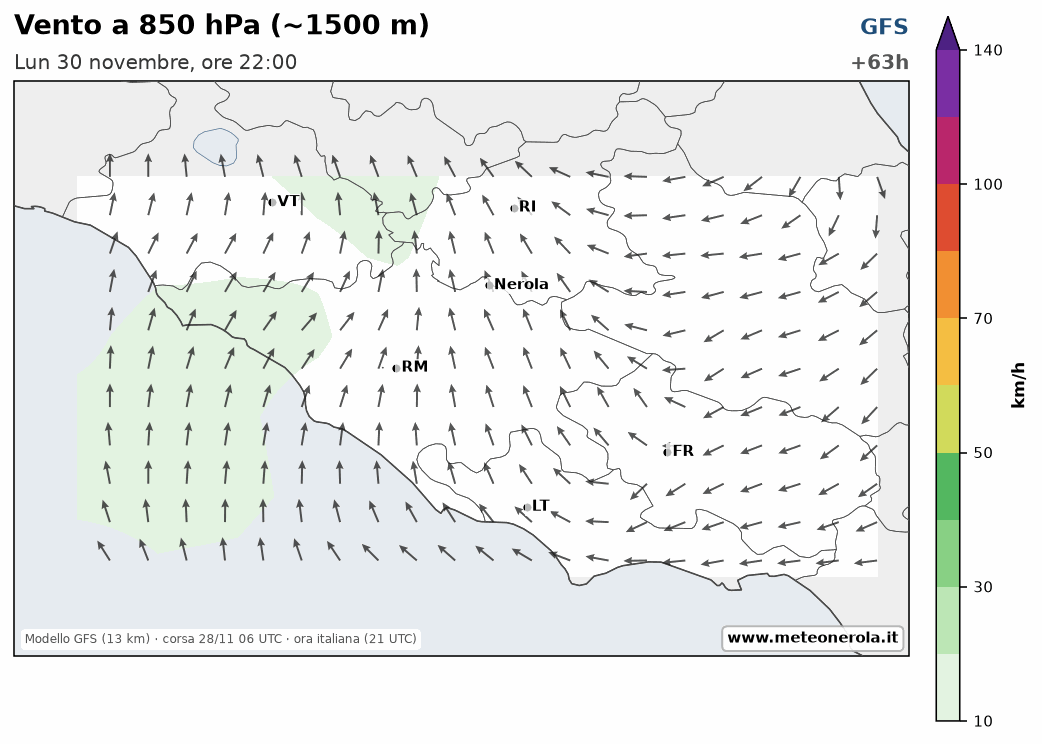 Vento a 850 hPa (~1500 m)
GFS
Lun 30 novembre, ore 22:00
+63h
140
100
70
50
30
10
km/h
VT
RI
Nerola
RM
FR
LT
Modello GFS (13 km) · corsa 28/11 06 UTC · ora italiana (21 UTC)
www.meteonerola.it